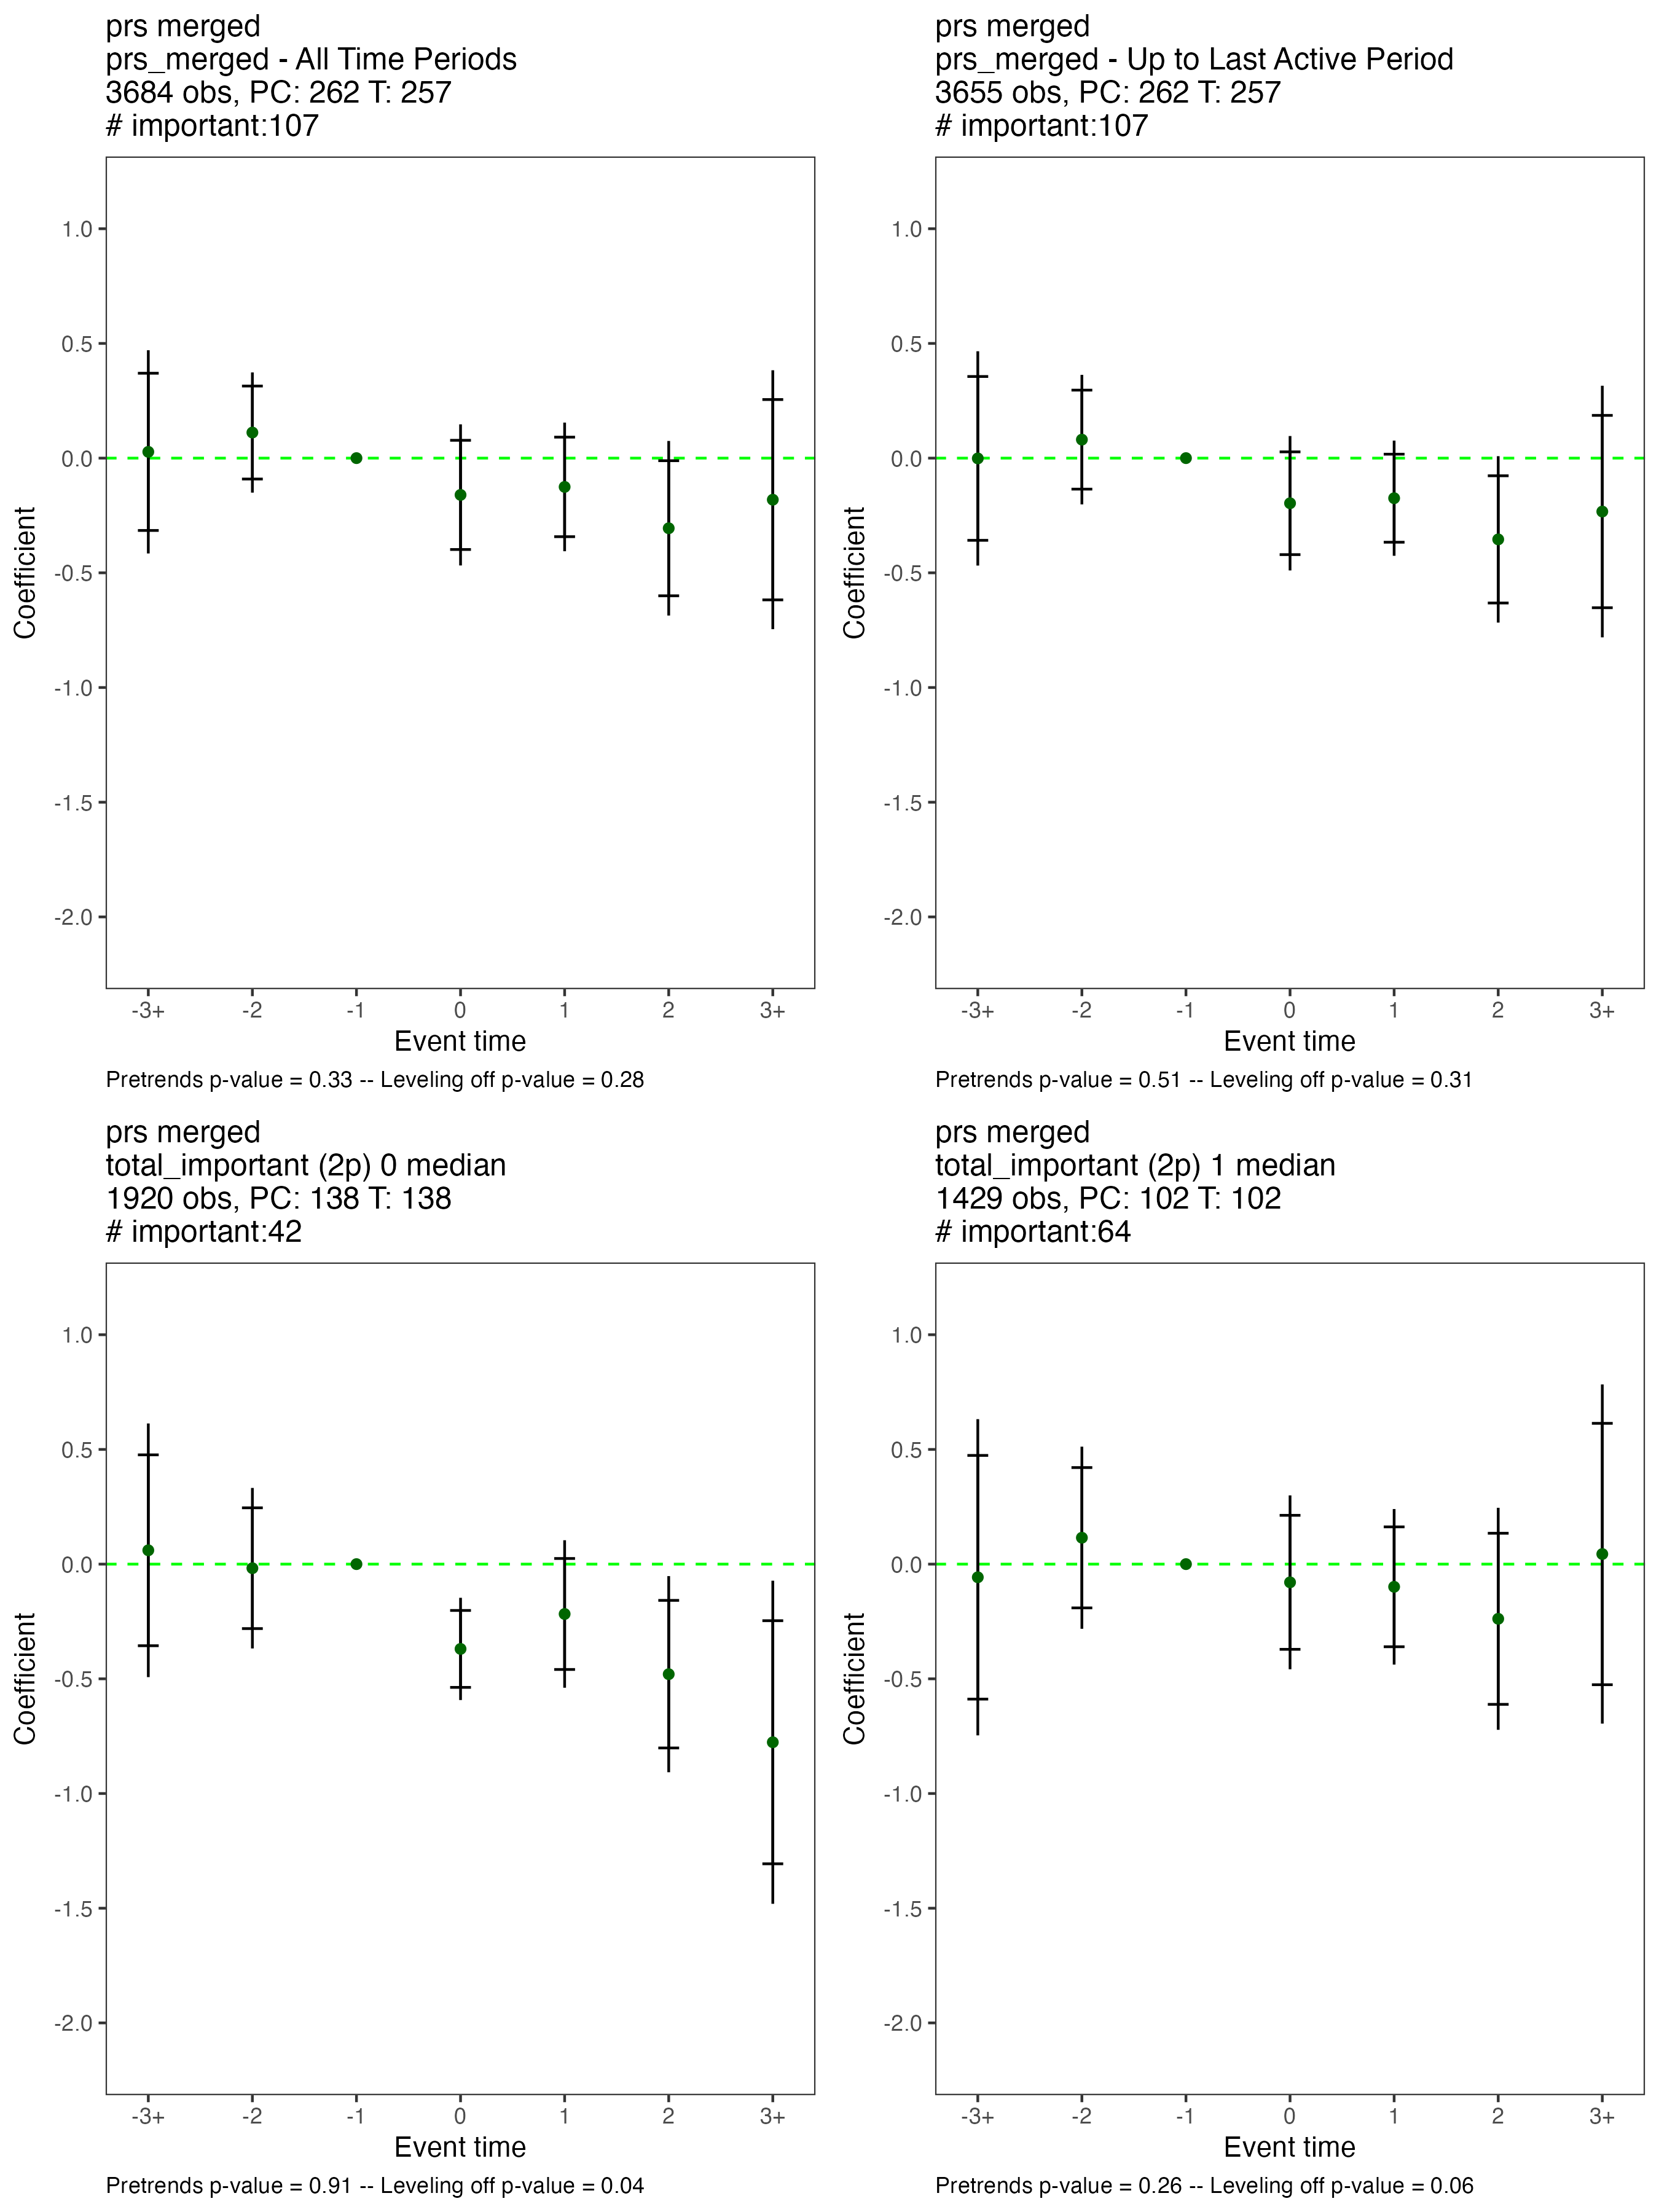 prs merged
prs_merged - All Time Periods
3684 obs, PC: 262 T: 257
# important:107
1.0
0.5
0.0
-0.5
-1.0
-1.5
-2.0
Coefficient
-3+ -2 -1 0 1 2 3+
Event time
Pretrends p-value = 0.33 -- Leveling off p-value = 0.28
prs merged
prs_merged - Up to Last Active Period
3655 obs, PC: 262 T: 257
# important:107
1.0
0.5
0.0
-0.5
-1.0
-1.5
-2.0
Coefficient
-3+ -2 -1 0 1 2 3+
Event time
Pretrends p-value = 0.51 -- Leveling off p-value = 0.31
prs merged
total_important (2p) 0 median
1920 obs, PC: 138 T: 138
# important:42
1.0
0.5
0.0
-0.5
-1.0
-1.5
-2.0
Coefficient
-3+ -2 -1 0 1 2 3+
Event time
Pretrends p-value = 0.91 -- Leveling off p-value = 0.04
prs merged
total_important (2p) 1 median
1429 obs, PC: 102 T: 102
# important:64
1.0
0.5
0.0
-0.5
-1.0
-1.5
-2.0
Coefficient
-3+ -2 -1 0 1 2 3+
Event time
Pretrends p-value = 0.26 -- Leveling off p-value = 0.06